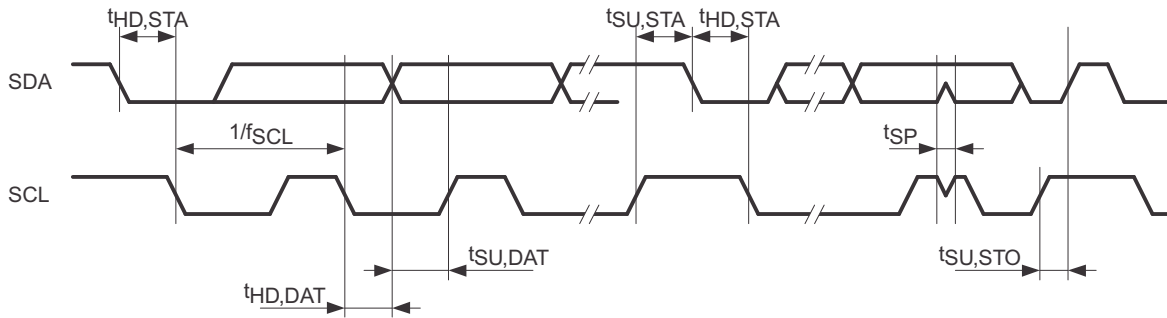 tHD,STA
tSU,STA tHD,STA
SDA
1/fSCL
tSP
SCL
tSU,DAT
tSU,STO
tHD,DAT